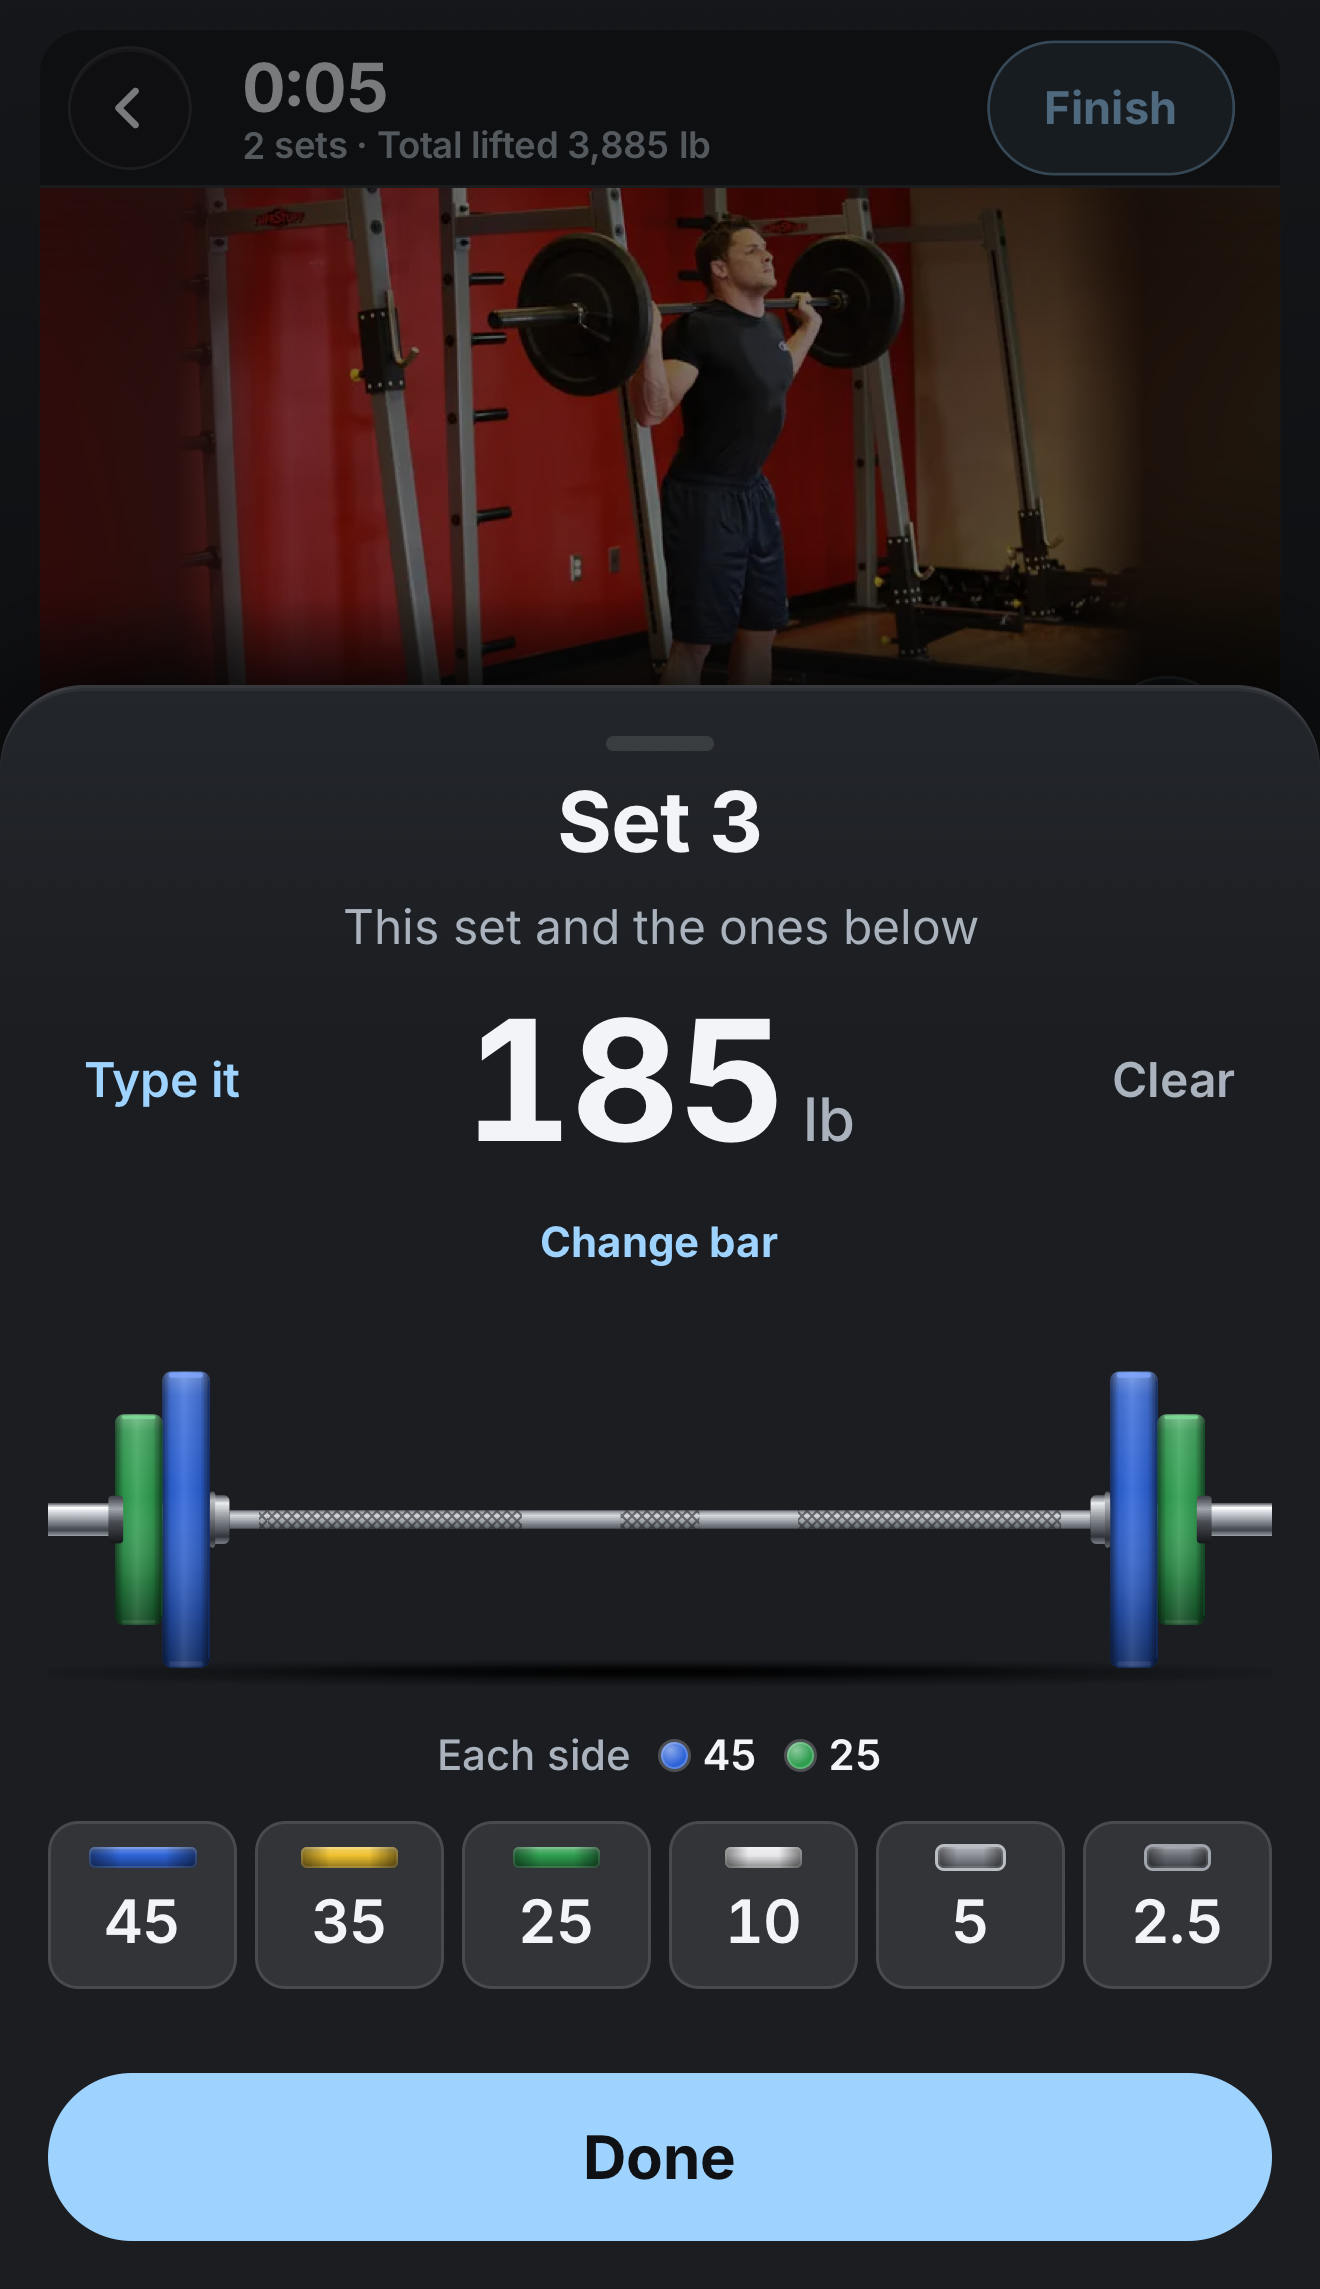 0:05
2 sets · Total lifted 3,885 lb
Finish
Set 3
This set and the ones below
Type it
185 lb
Clear
Change bar
Each side 45 25
45 35 25 10 5 2.5
Done